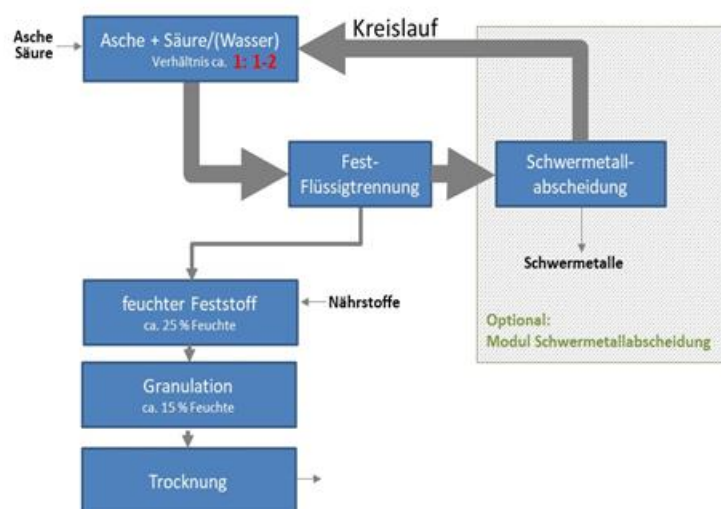 Asche
Säure
Asche + Säure/(Wasser)
Verhältnis ca. 1: 1-2
Kreislauf
Fest-
Flüssigtrennung
Schwermetall-
abscheidung
Schwermetalle
Optional:
Modul Schwermetallabscheidung
feuchter Feststoff
ca. 25 % Feuchte
Nährstoffe
Granulation
ca. 15 % Feuchte
Trocknung